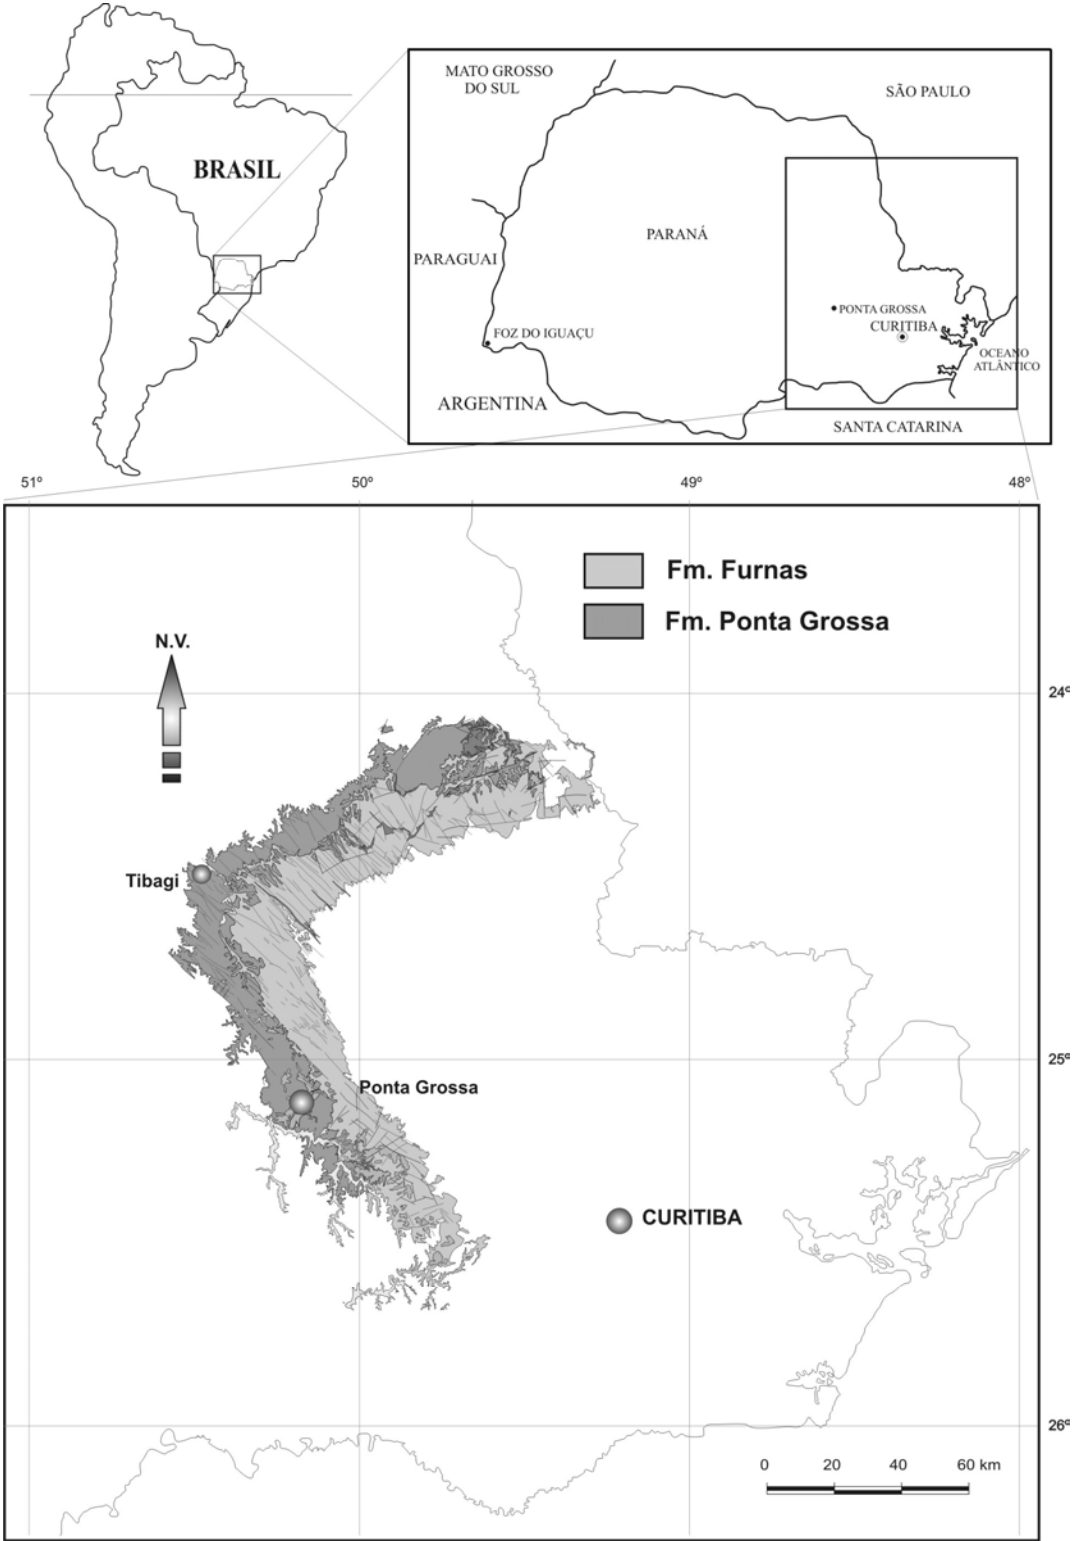 MATO GROSSO
DO SUL
SÃO PAULO
BRASIL
PARANÁ
PARAGUAI
PONTA GROSSA
CURITIBA
FOZ DO IGUAÇU
OCEANO
ATLÂNTICO
ARGENTINA
SANTA CATARINA
51º 50º 49º 48º
Fm. Furnas
Fm. Ponta Grossa
N.V.
24º
Tibagi
25º
Ponta Grossa
CURITIBA
26º
0 20 40 60 km